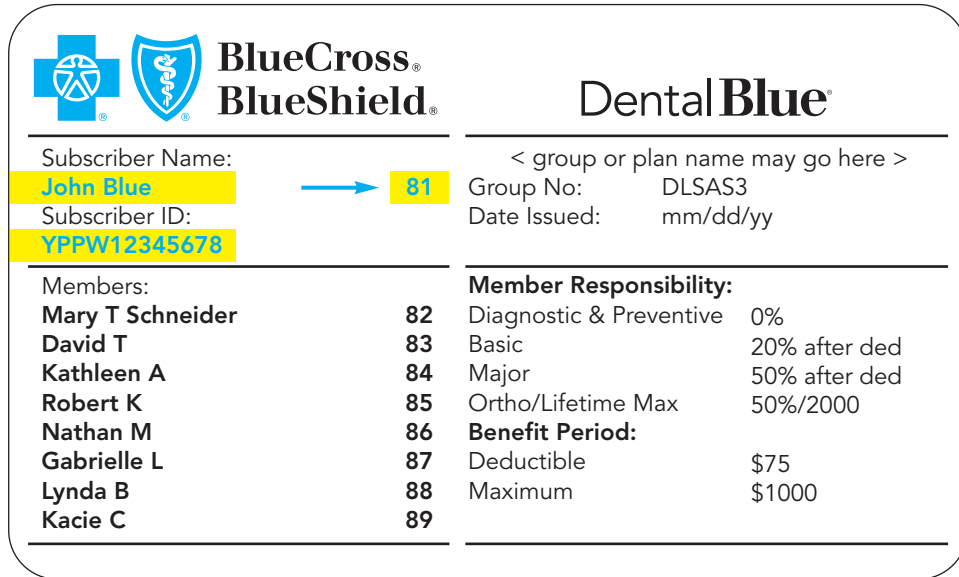 BlueCross®
BlueShield®
® ®
Dental Blue®
Subscriber Name:
John Blue 81
Subscriber ID:
YPPW12345678
< group or plan name may go here >
Group No: DLSAS3
Date Issued: mm/dd/yy
Members:
Mary T Schneider 82
David T 83
Kathleen A 84
Robert K 85
Nathan M 86
Gabrielle L 87
Lynda B 88
Kacie C 89
Member Responsibility:
Diagnostic & Preventive 0%
Basic 20% after ded
Major 50% after ded
Ortho/Lifetime Max 50%/2000
Benefit Period:
Deductible $75
Maximum $1000